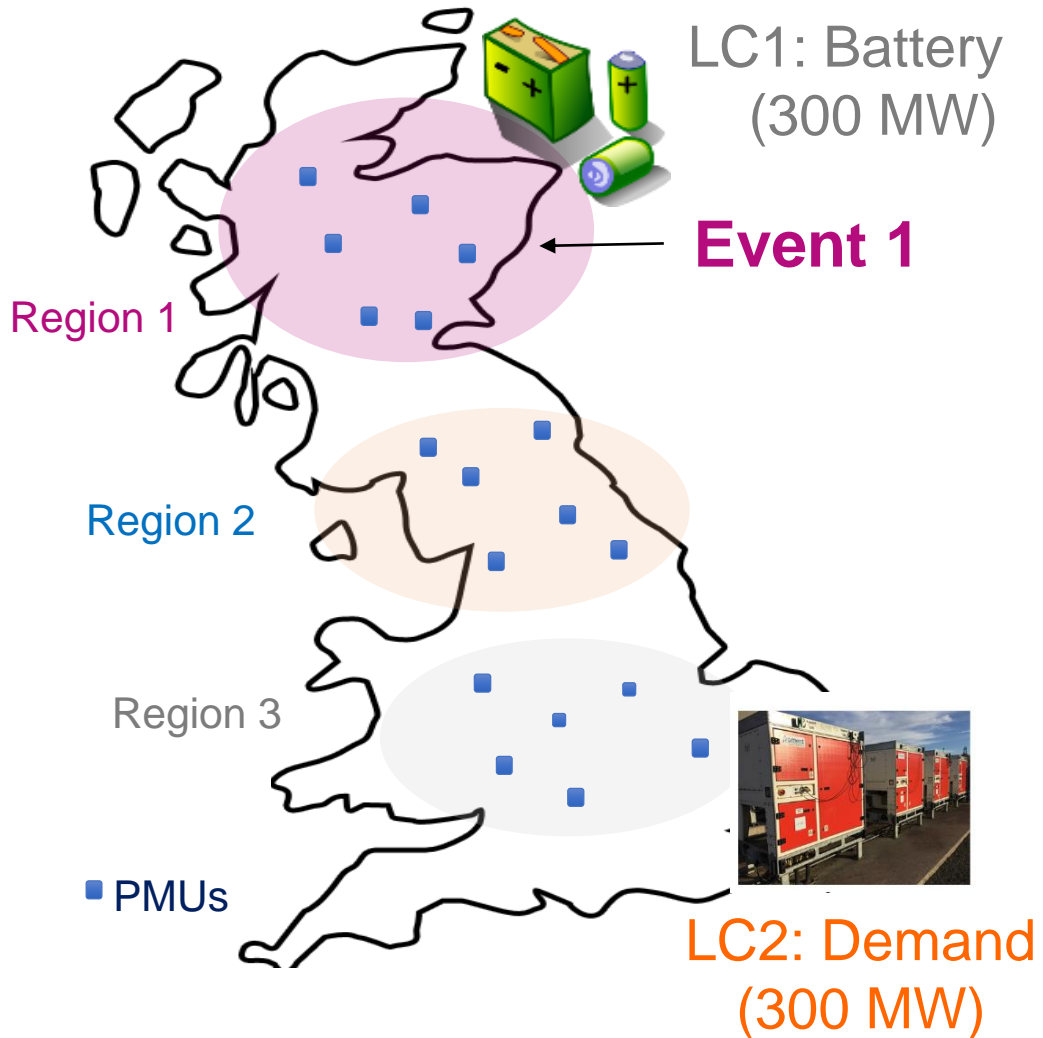 LC1: Battery
(300 MW)
Event 1
Region 1
Region 2
Region 3
PMUs
LC2: Demand
(300 MW)